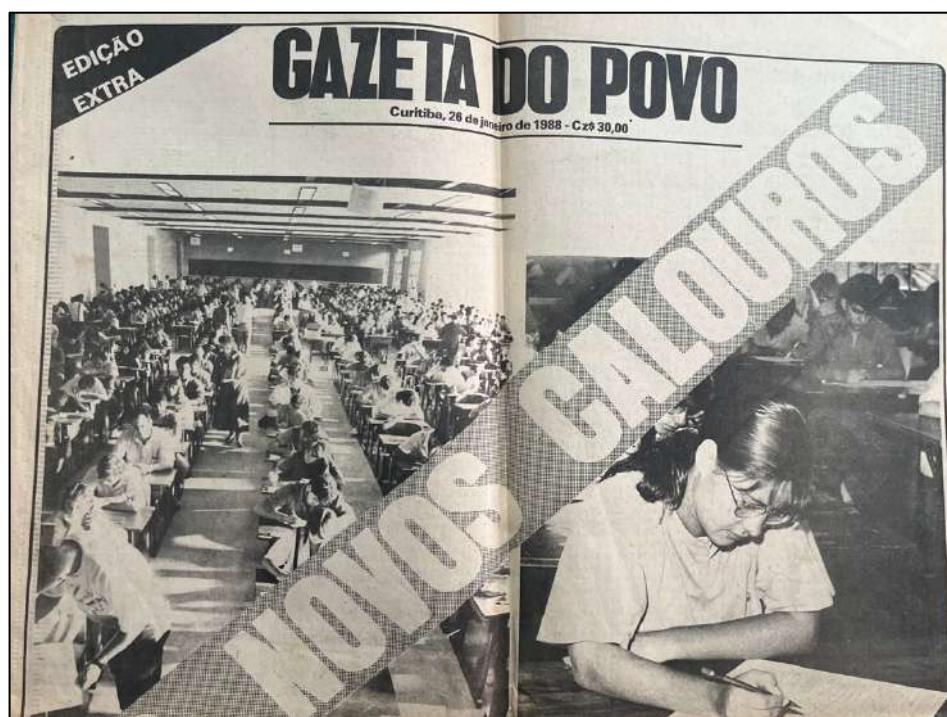 EDIÇÃO
EXTRA
GAZETA DO POVO
Curitiba, 26 de janeiro de 1988 - Cz$ 30,00
NOVOS CALOUROS